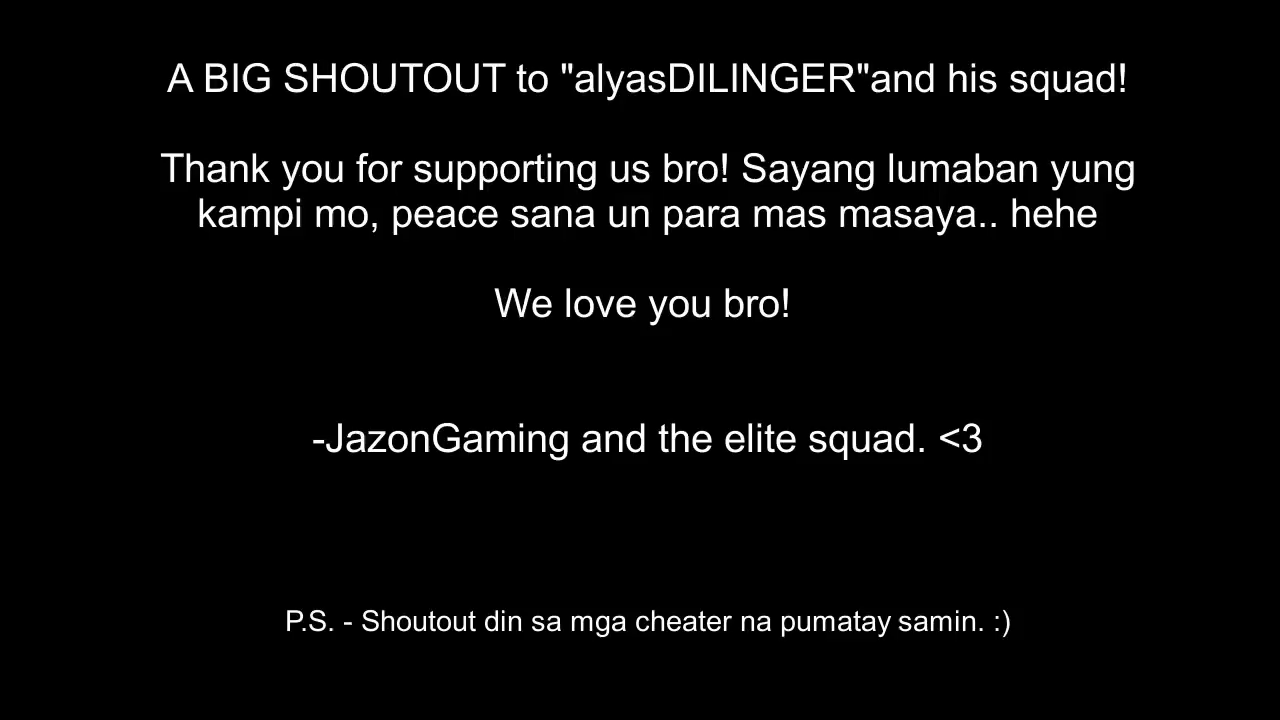 A BIG SHOUTOUT to "alyasDILINGER"and his squad!
Thank you for supporting us bro! Sayang lumaban yung
kampi mo, peace sana un para mas masaya.. hehe
We love you bro!
-JazonGaming and the elite squad. <3
P.S. - Shoutout din sa mga cheater na pumatay samin. :)